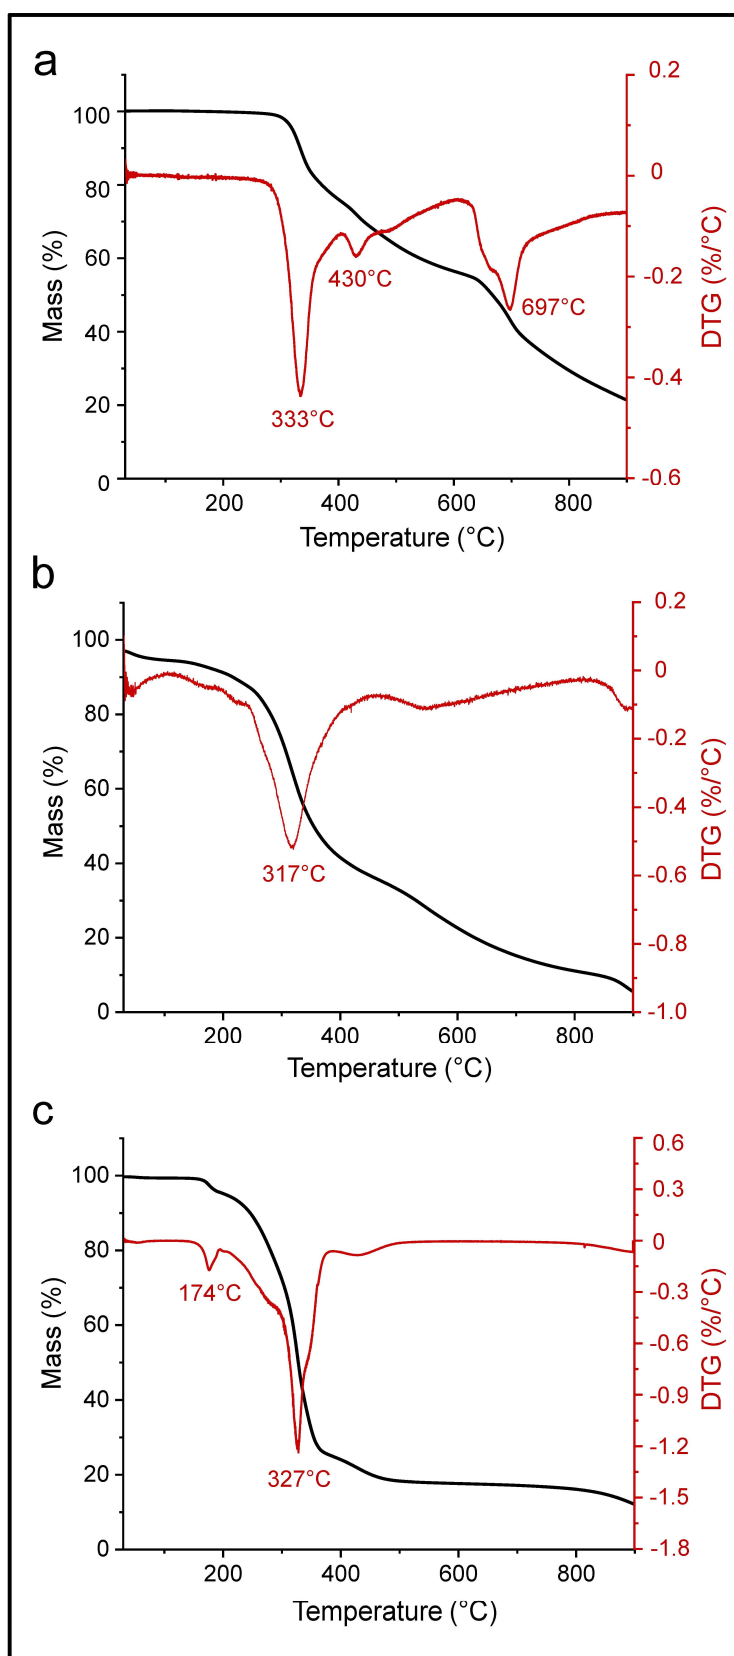 a
100
80
60
40
20
0
Mass (%)
0.2
0
-0.2
-0.4
-0.6
DTG (%/°C)
333°C
430°C
697°C
200 400 600 800
Temperature (°C)
b
100
80
60
40
20
0
Mass (%)
0.2
0
-0.2
-0.4
-0.6
-0.8
-1.0
DTG (%/°C)
317°C
200 400 600 800
Temperature (°C)
c
100
80
60
40
20
0
Mass (%)
0.6
0.3
0
-0.3
-0.6
-0.9
-1.2
-1.5
-1.8
DTG (%/°C)
174°C
327°C
200 400 600 800
Temperature (°C)